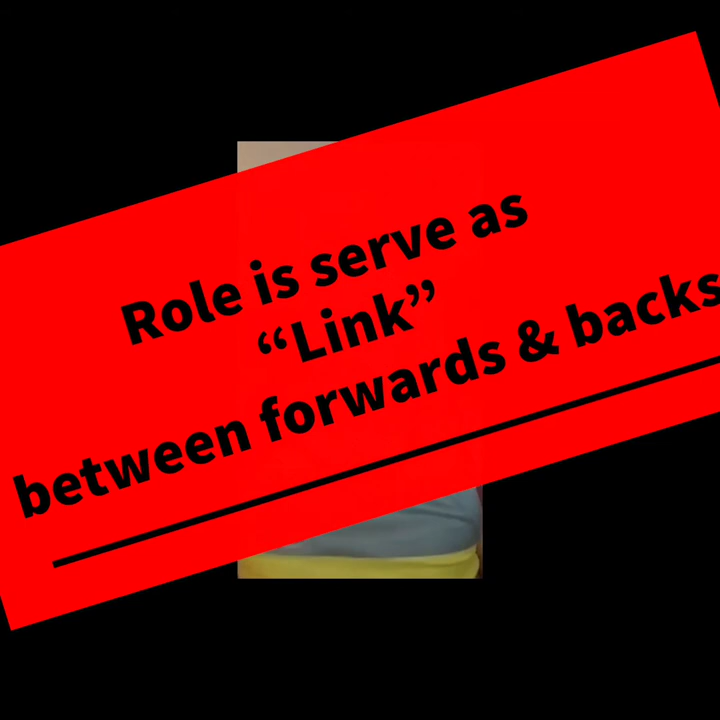 Role is serve as
“Link”
between forwards & backs